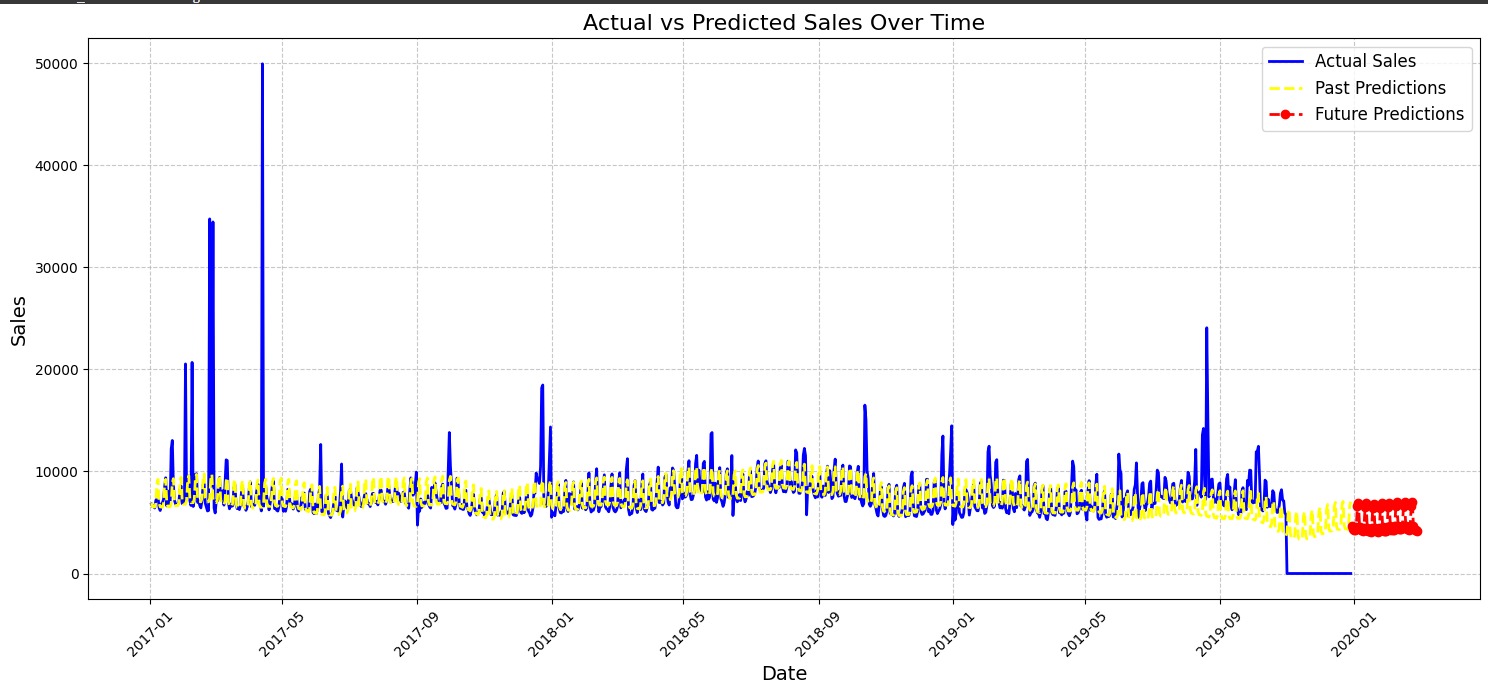 Actual vs Predicted Sales Over Time
Actual Sales
Past Predictions
Future Predictions
Sales
50000
40000
30000
20000
10000
0
2017-01
2017-05
2017-09
2018-01
2018-05
2018-09
2019-01
2019-05
2019-09
2020-01
Date